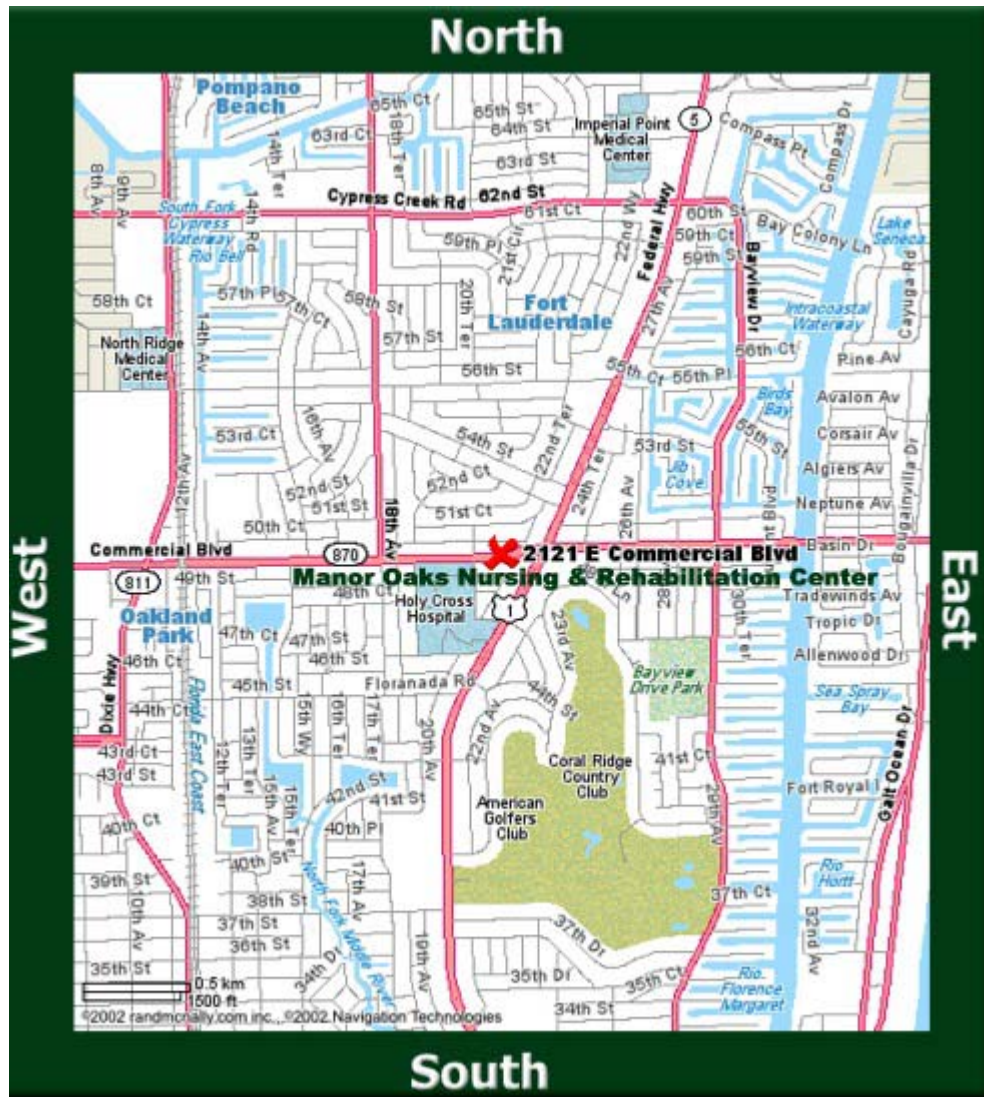 North
Pompano
Beach
65th Ct
65th St
64th St
Imperial Point
Medical
Center
5
Compass Pt
Compass Dr
63rd Ct
18th Ter
14th Ter
63rd St
8th Av
9th Av
Cypress Creek Rd
62nd St
61st Ct
60th St
South Fork
Cypress
Waterway
Rio Bell
14th Rd
59th Pl
21st Cir
22nd Wy
Federal Hwy
59th Ct
59th St
Bay Colony Ln
Bayview Dr
Lake
Seneca
Cayuga Rd
58th Ct
57th Pl
57th Ct
58th St
20th Ter
Fort
Lauderdale
27th Av
Intracoastal
Waterway
North Ridge
Medical
Center
14th Av
57th St
56th St
56th Ct
Pine Av
55th Ct
55th Pl
Birds
Bay
55th St
Avalon Av
53rd Ct
16th Av
54th St
22nd Ter
53rd St
Corsair Av
52nd St
52nd Ct
24th Ter
Jib
Cove
Algiers Av
12th Av
51st St
51st Ct
26th Av
Neptune Av
Bougainvilla Dr
50th Ct
18th Av
Commercial Blvd
870
2121 E Commercial Blvd
Basin Dr
811
49th St
Manor Oaks Nursing & Rehabilitation Center
48th Ct
Holy Cross
Hospital
1
30th Ter
Tradewinds Av
Oakland
Park
47th Ct
47th St
23rd Av
Tropic Dr
46th Ct
46th St
Allenwood Dr
Dixie Hwy
45th St
Floranada Rd
Bayview
Drive Park
Sea Spray
Bay
44th Ct
Florida East Coast
15th Wy
16th Ter
17th Ter
20th Av
22nd Av
44th St
Galt Ocean Dr
43rd Ct
43rd St
12th Ter
13th Ter
15th Av
15th Ter
42nd St
41st St
Coral Ridge
Country
Club
41st Ct
Fort Royal I
American
Golfers
Club
29th Av
40th Ct
40th Pl
40th St
39th St
10th Av
38th St
North Fork Middle River
17th Av
37th Ct
Rio
Hortt
37th St
36th St
19th Av
37th Dr
32nd Av
35th St
34th Dr
35th Dr
35th Ct
34th St
Rio
Florence
Margaret
0.5 km
1500 ft
©2002 randmcnally.com inc., ©2002 Navigation Technologies
West
East
South